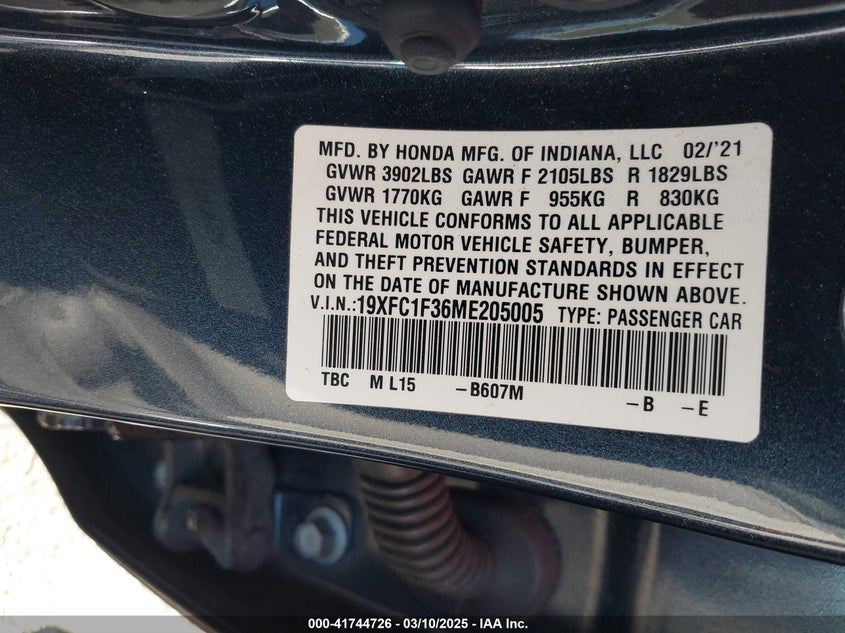 MFD. BY HONDA MFG. OF INDIANA, LLC 02/'21
GVWR 3902LBS GAWR F 2105LBS R 1829LBS
GVWR 1770KG GAWR F 955KG R 830KG
THIS VEHICLE CONFORMS TO ALL APPLICABLE
FEDERAL MOTOR VEHICLE SAFETY, BUMPER,
AND THEFT PREVENTION STANDARDS IN EFFECT
ON THE DATE OF MANUFACTURE SHOWN ABOVE.
V.I.N.:19XFC1F36ME205005 TYPE: PASSENGER CAR
TBC M L15 –B607M –B –E
000-41744726 — 03/10/2025 — IAA Inc.